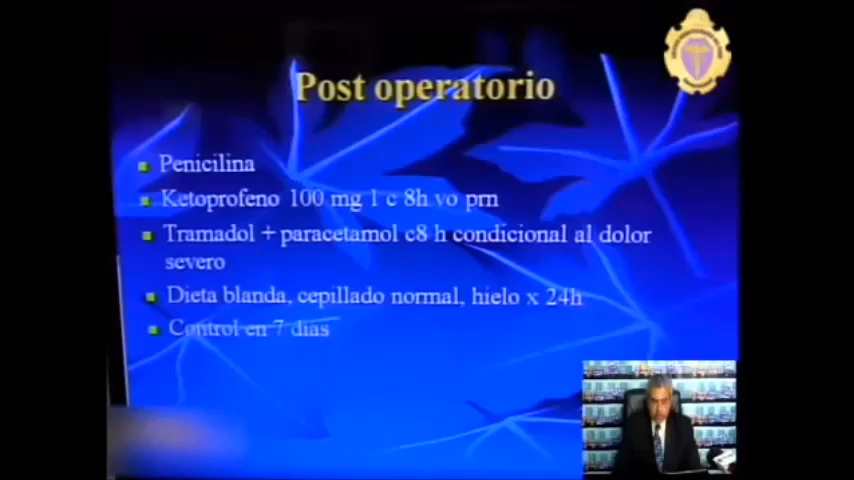 Post operatorio
Penicilina
Ketoprofeno 100 mg 1 c 8h vo prn
Tramadol + paracetamol c8 h condicional al dolor
severo
Dieta blanda, cepillado normal, hielo x 24h
Control en 7 dias